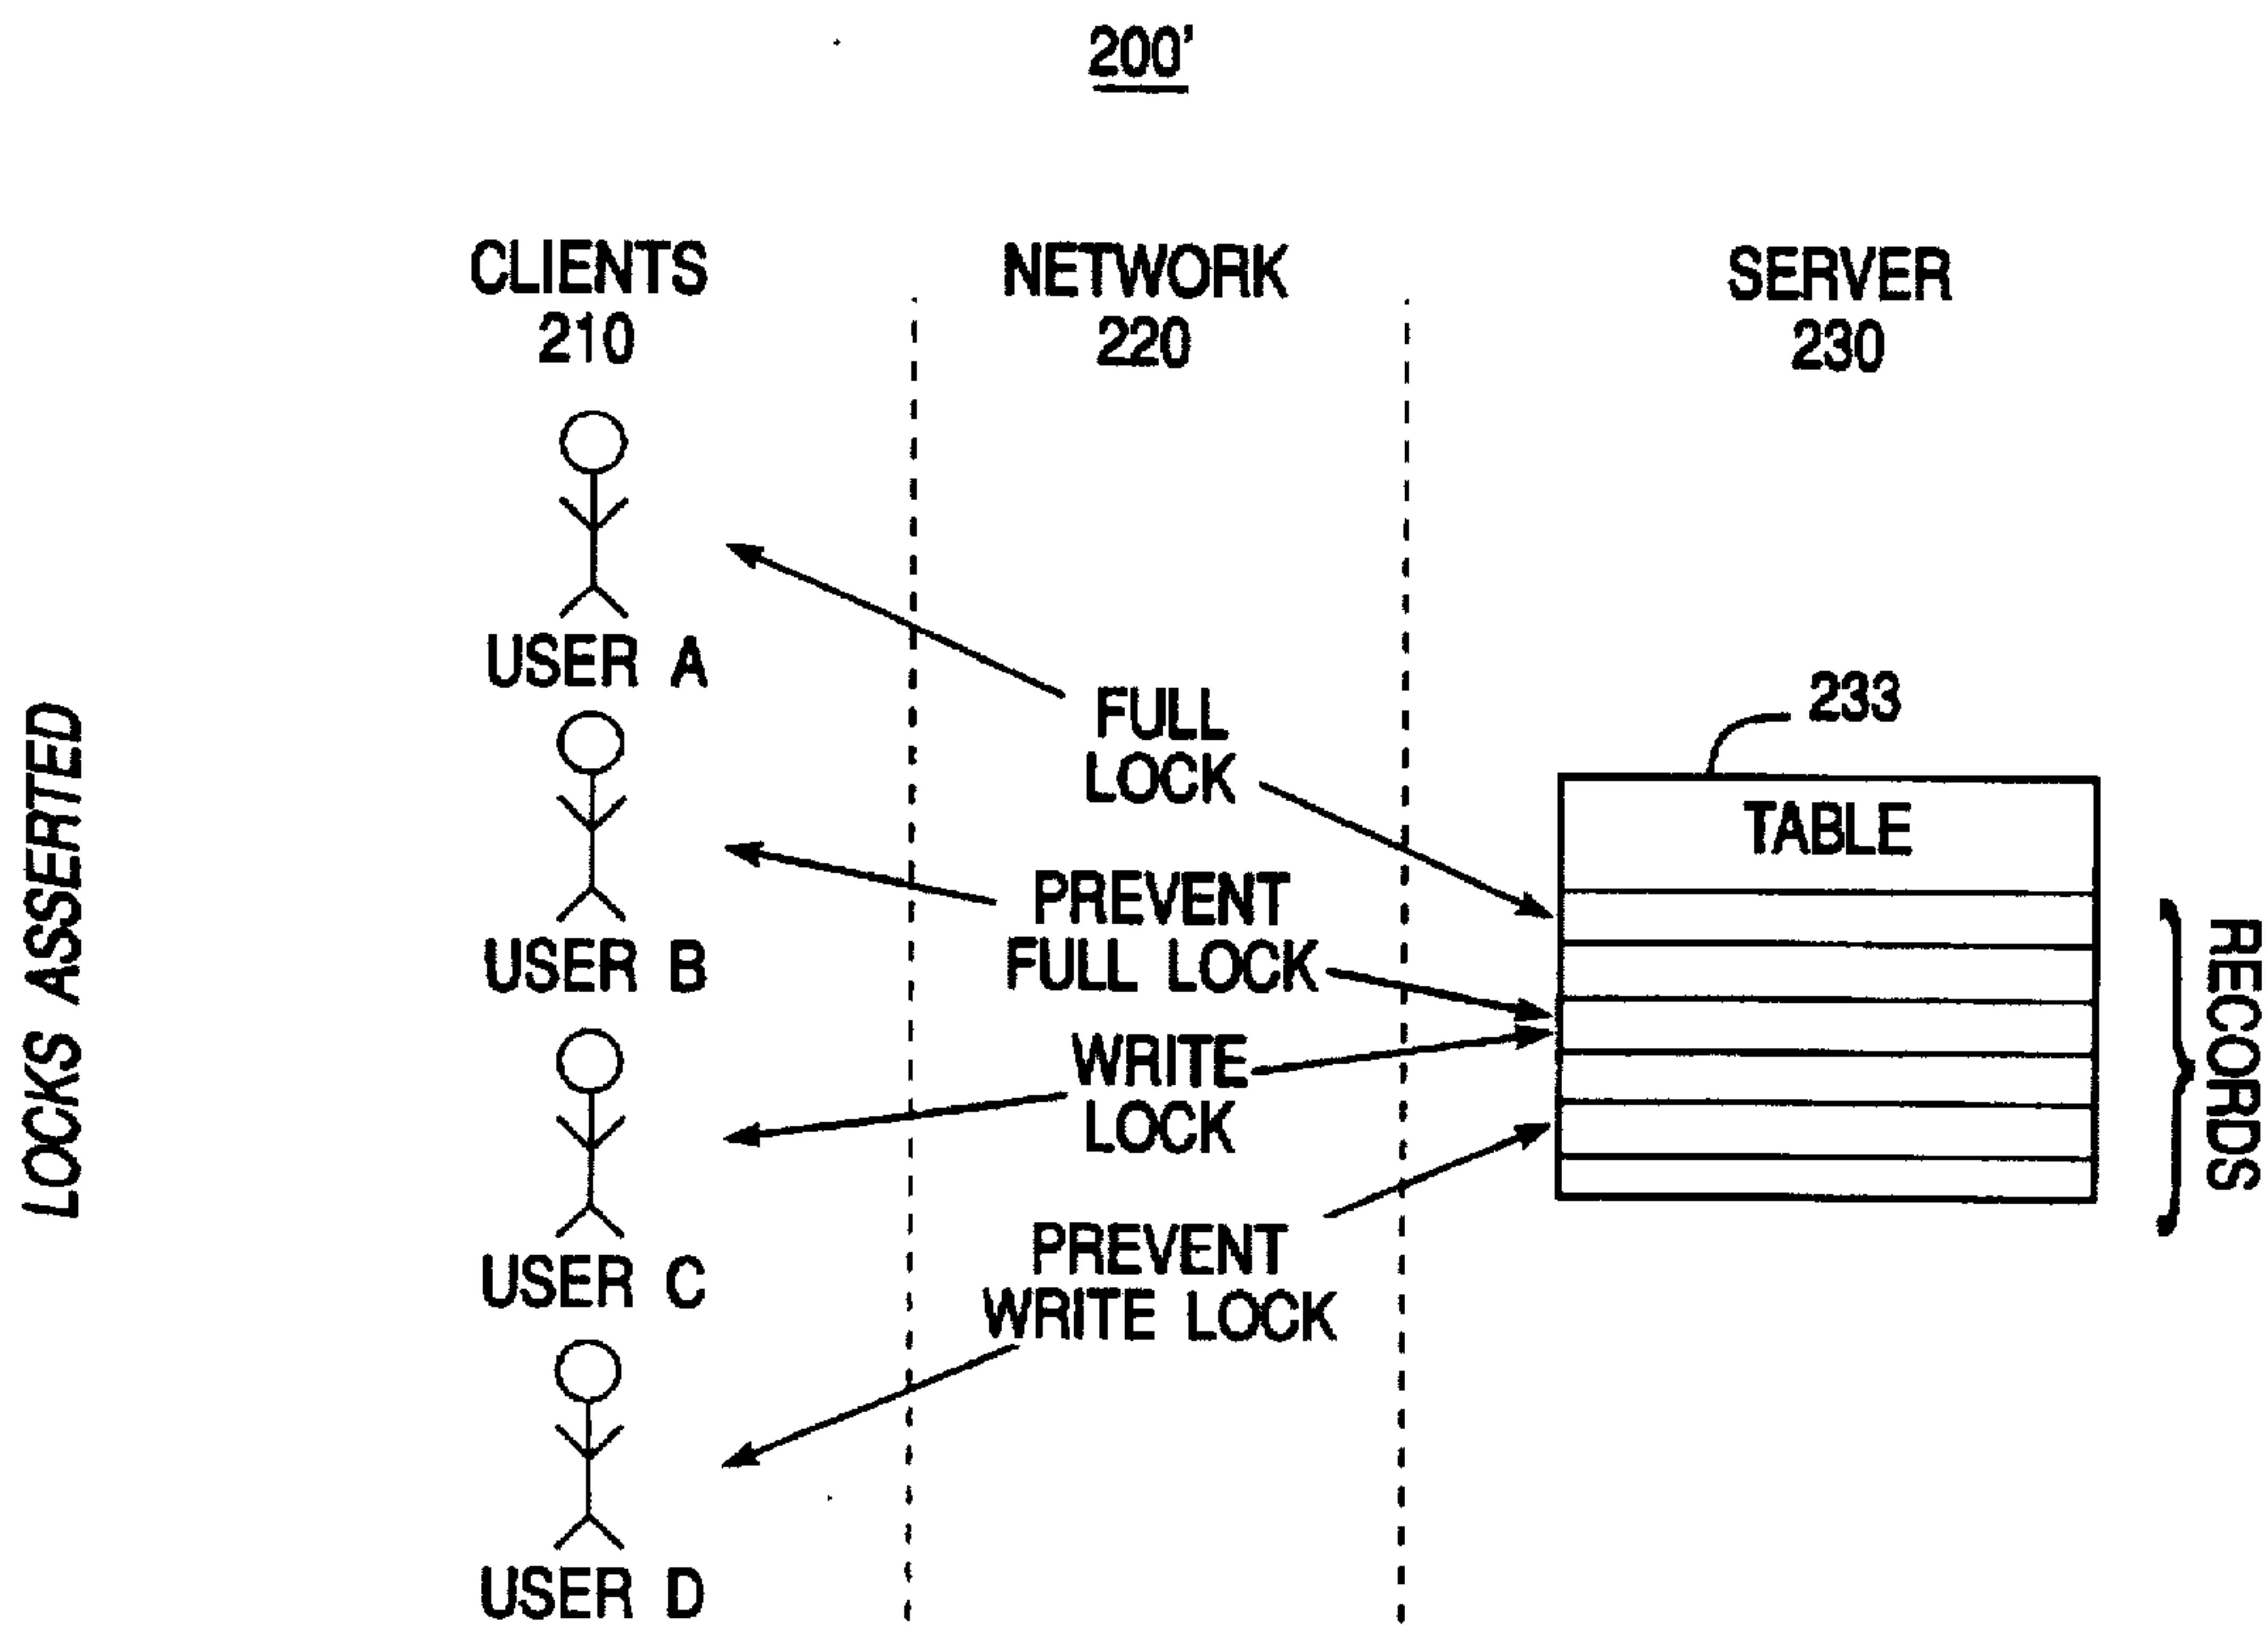 200'
CLIENTS
210
NETWORK
220
SERVER
230
LOCKS ASSERTED
USER A
USER B
USER C
USER D
FULL
LOCK
PREVENT
FULL LOCK
WRITE
LOCK
PREVENT
WRITE LOCK
233
TABLE
RECORDS